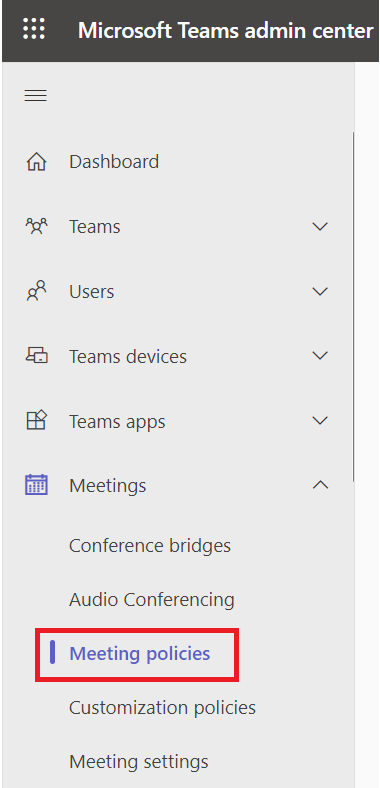 Microsoft Teams admin center
Dashboard
Teams
Users
Teams devices
Teams apps
Meetings
Conference bridges
Audio Conferencing
Meeting policies
Customization policies
Meeting settings